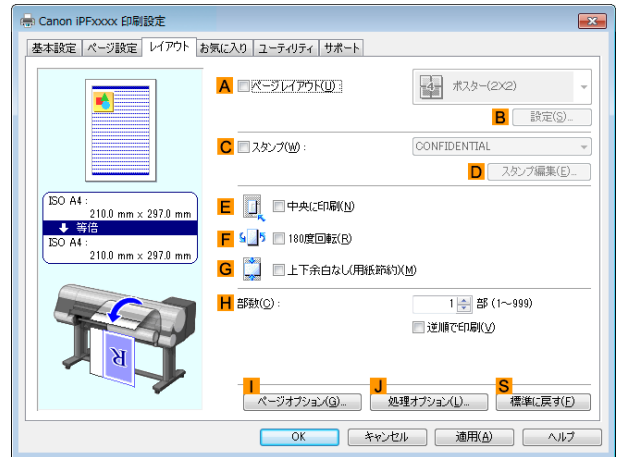 Canon iPFxxxx 印刷設定
基本設定 ページ設定 レイアウト お気に入り ユーティリティ サポート
A ページレイアウト(U) : 4 ポスター(2×2)
B 設定(S)...
C スタンプ(W) : CONFIDENTIAL
D スタンプ編集(E)...
ISO A4 :
210.0 mm x 297.0 mm
等倍
ISO A4 :
210.0 mm x 297.0 mm
E 中央に印刷(N)
F 180度回転(R)
G 上下余白なし(用紙節約)(M)
H 部数(C) : 1 部 (1～999)
逆順で印刷(V)
R
I ページオプション(G)...
J 処理オプション(L)...
S 標準に戻す(F)
OK キャンセル 適用(A) ヘルプ